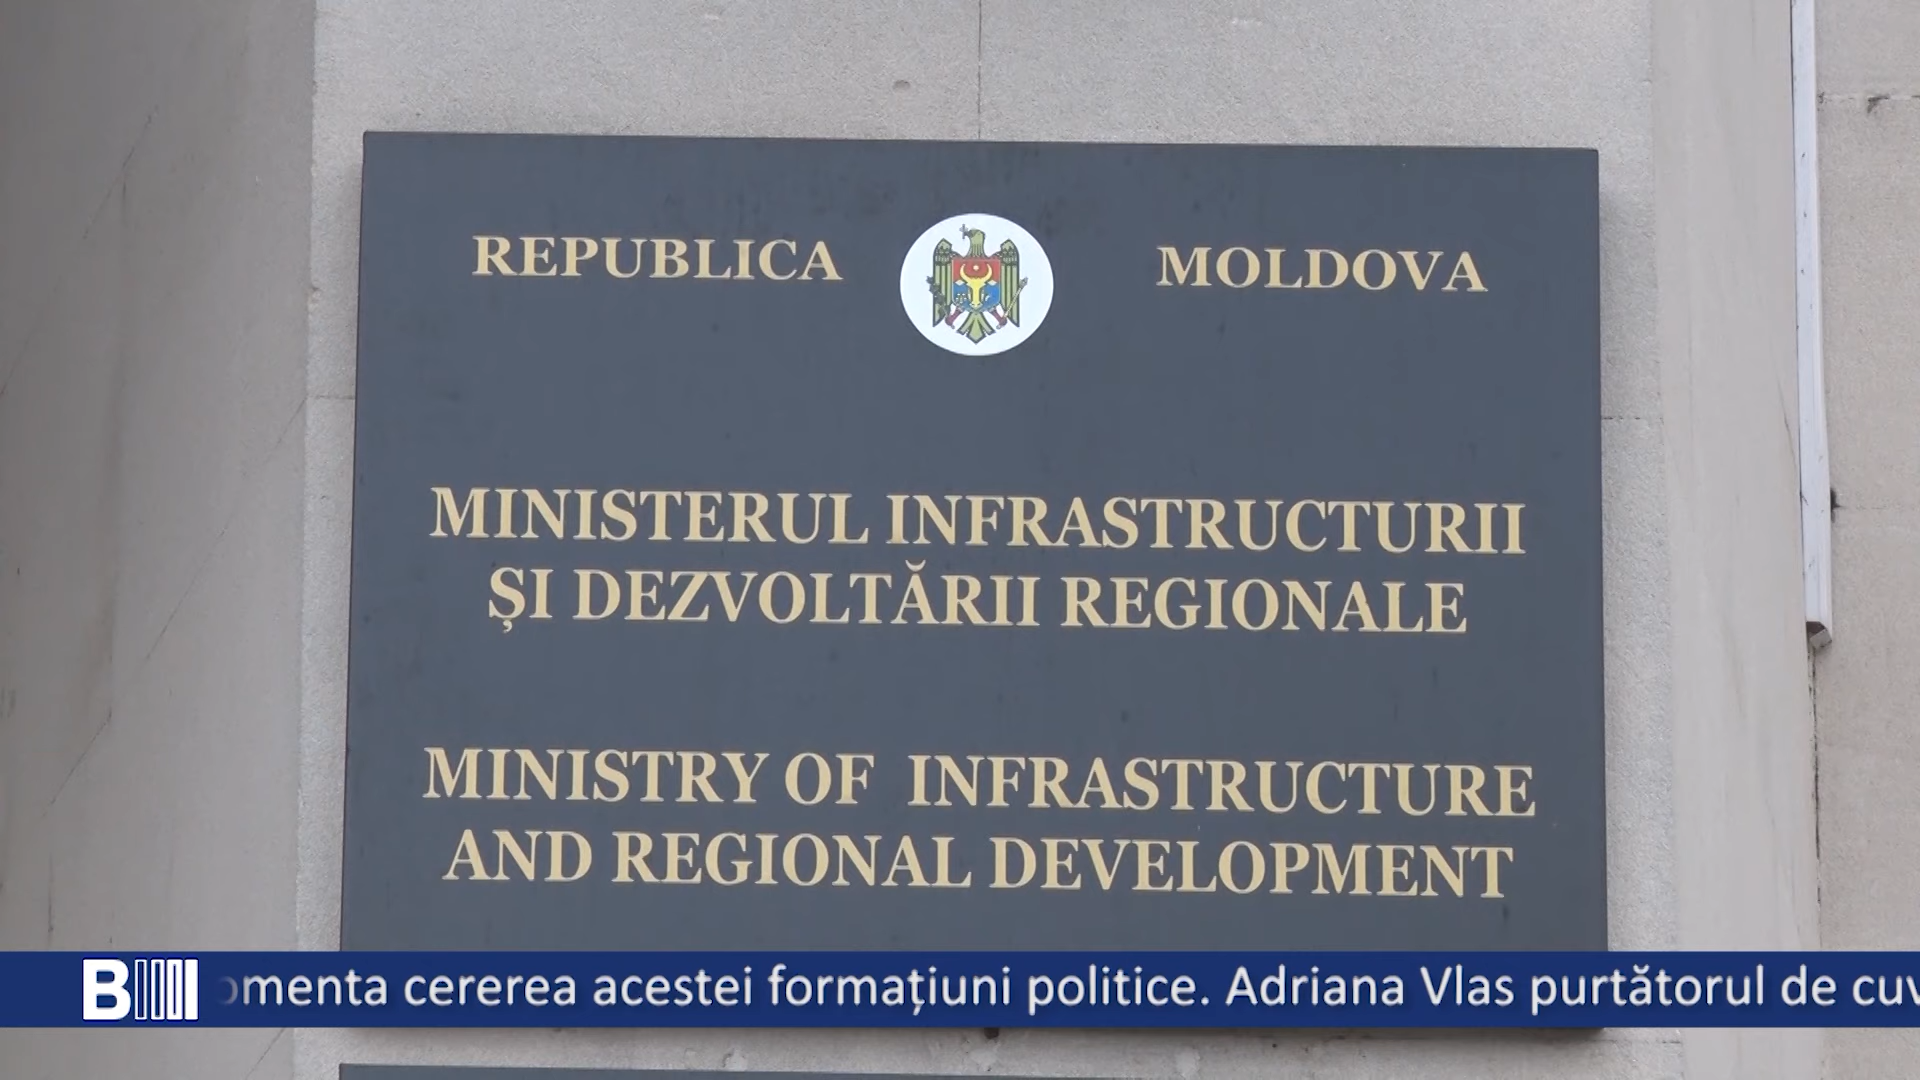 REPUBLICA MOLDOVA
MINISTERUL INFRASTRUCTURII
ȘI DEZVOLTĂRII REGIONALE
MINISTRY OF INFRASTRUCTURE
AND REGIONAL DEVELOPMENT
B cererea acestei formațiuni politice. Adriana Vlas purtătorul de